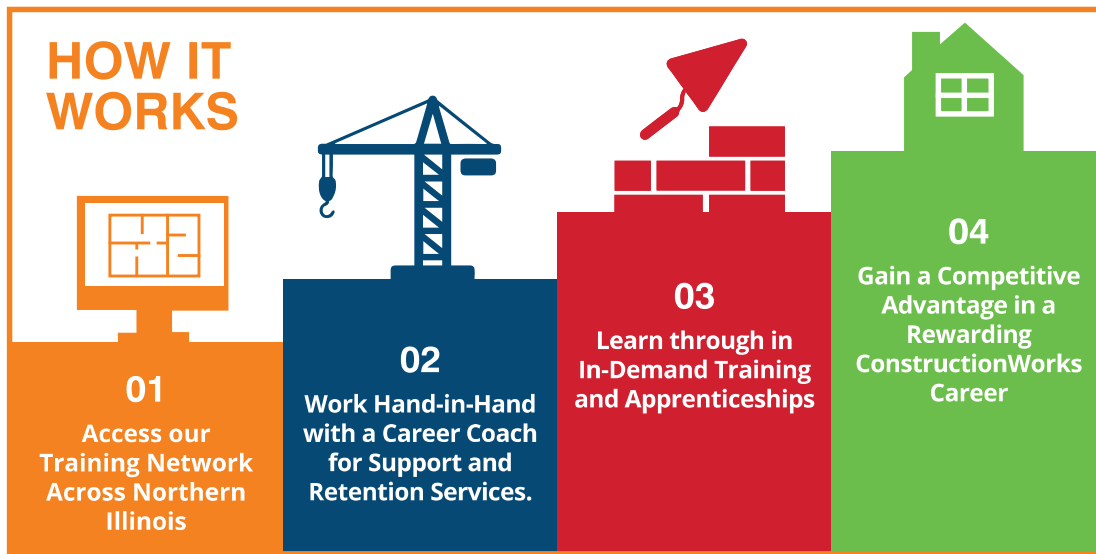 HOW IT
WORKS
01
Access our
Training Network
Across Northern
Illinois
02
Work Hand-in-Hand
with a Career Coach
for Support and
Retention Services.
03
Learn through in
In-Demand Training
and Apprenticeships
04
Gain a Competitive
Advantage in a
Rewarding
ConstructionWorks
Career